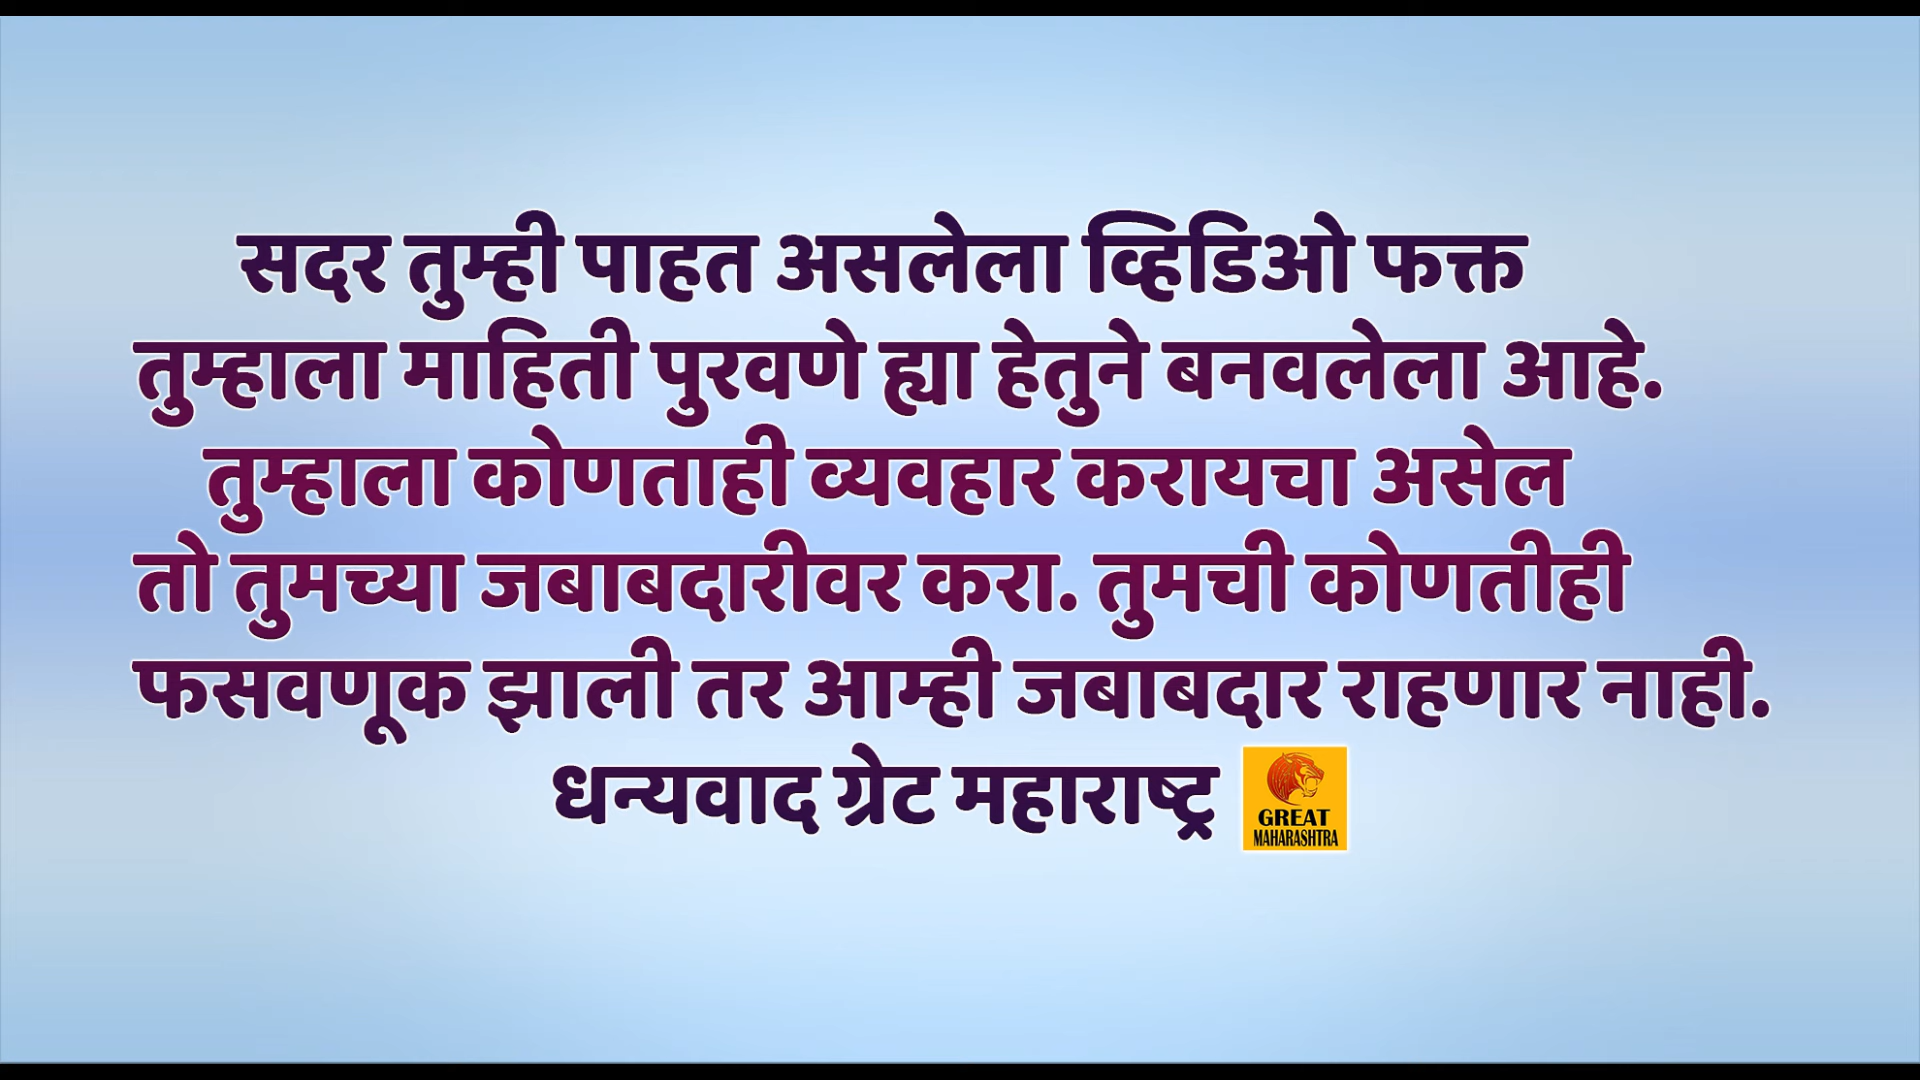 सदर तुम्ही पाहत असलेला व्हिडिओ फक्त
तुम्हाला माहिती पुरवणे ह्या हेतुने बनवलेला आहे.
तुम्हाला कोणताही व्यवहार करायचा असेल
तो तुमच्या जबाबदारीवर करा. तुमची कोणतीही
फसवणूक झाली तर आम्ही जबाबदार राहणार नाही.
धन्यवाद ग्रेट महाराष्ट्र
GREAT
MAHARASHTRA